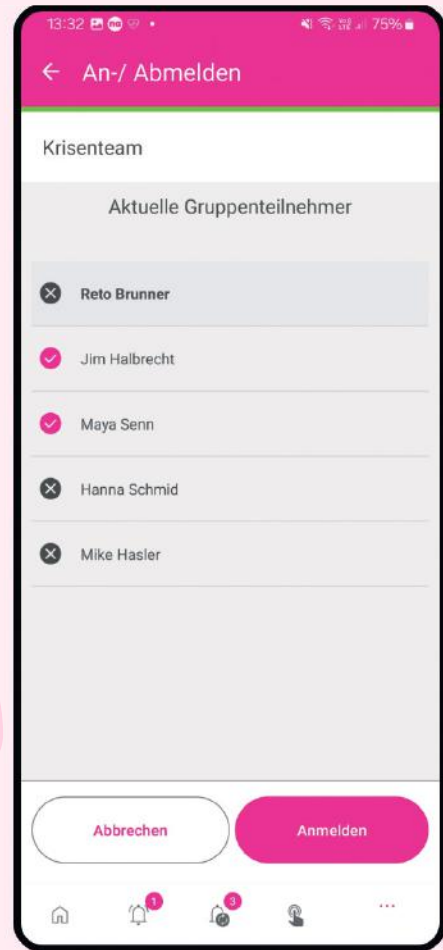 13:32 75%
An-/ Abmelden
Krisenteam
Aktuelle Gruppenteilnehmer
Reto Brunner
Jim Halbrecht
Maya Senn
Hanna Schmid
Mike Hasler
Abbrechen Anmelden
1 3